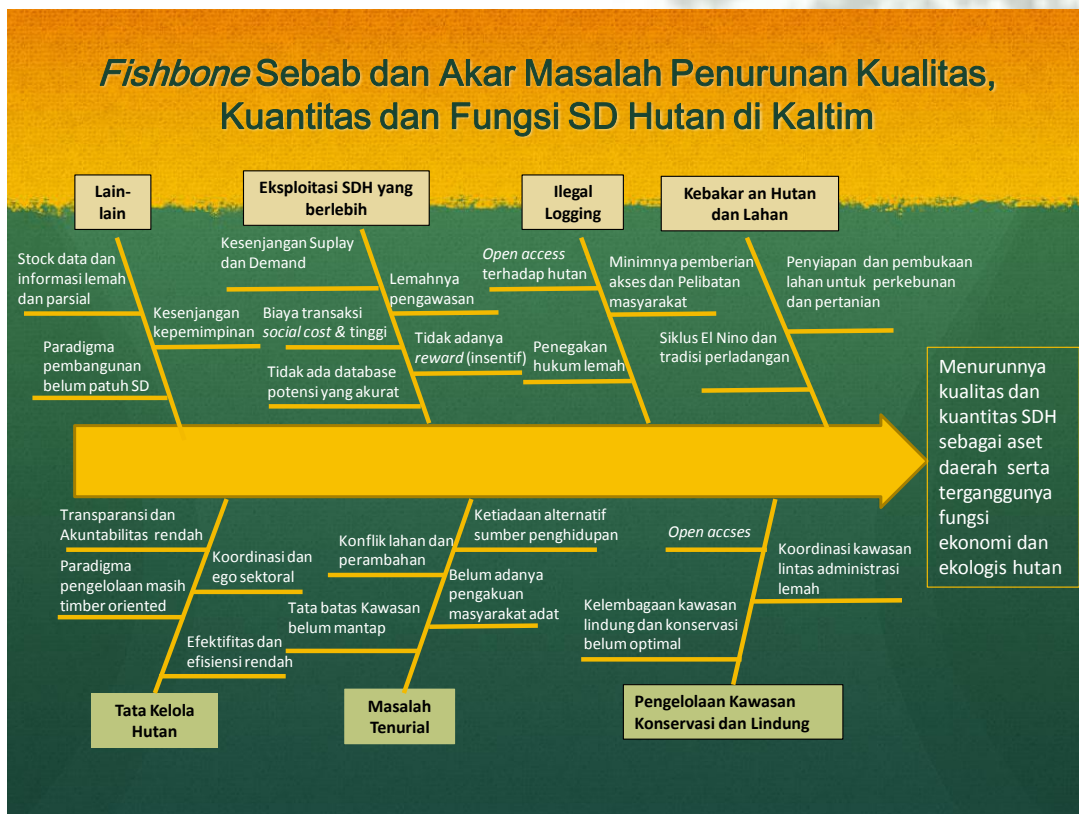 Fishbone Sebab dan Akar Masalah Penurunan Kualitas,
Kuantitas dan Fungsi SD Hutan di Kaltim
Lain-
lain
Stock data dan
informasi lemah
dan parsial
Kesenjangan
kepemimpinan
Paradigma
pembangunan
belum patuh SD
Eksploitasi SDH yang
berlebih
Kesenjangan Suplay
dan Demand
Lemahnya
pengawasan
Biaya transaksi
social cost & tinggi
Tidak adanya
reward (insentif)
Tidak ada database
potensi yang akurat
Ilegal
Logging
Open access
terhadap hutan
Minimnya pemberian
akses dan Pelibatan
masyarakat
Penegakan
hukum lemah
Kebakar an Hutan
dan Lahan
Penyiapan dan pembukaan
lahan untuk perkebunan
dan pertanian
Siklus El Nino dan
tradisi perladangan
Menurunnya
kualitas dan
kuantitas SDH
sebagai aset
daerah serta
terganggunya
fungsi
ekonomi dan
ekologis hutan
Transparansi dan
Akuntabilitas rendah
Koordinasi dan
ego sektoral
Paradigma
pengelolaan masih
timber oriented
Efektifitas dan
efisiensi rendah
Tata Kelola
Hutan
Ketiadaan alternatif
sumber penghidupan
Konflik lahan dan
perambahan
Belum adanya
pengakuan
masyarakat adat
Tata batas Kawasan
belum mantap
Masalah
Tenurial
Open accses
Koordinasi kawasan
lintas administrasi
lemah
Kelembagaan kawasan
lindung dan konservasi
belum optimal
Pengelolaan Kawasan
Konservasi dan Lindung